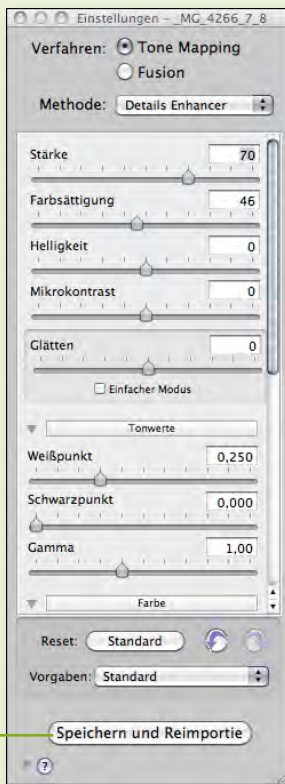 Einstellungen – _MG_4266_7_8
Verfahren: Tone Mapping
Fusion
Methode: Details Enhancer
Stärke 70
Farbsättigung 46
Helligkeit 0
Mikrokontrast 0
Glätten 0
Einfacher Modus
Tonwerte
Weißpunkt 0,250
Schwarzpunkt 0,000
Gamma 1,00
Farbe
Reset: Standard
Vorgaben: Standard
Speichern und Reimportie
?